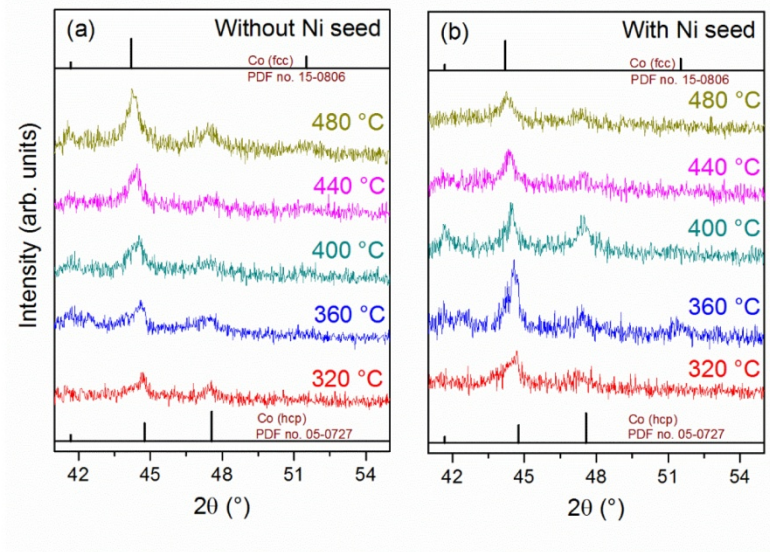 (a) Without Ni seed
Co (fcc)
PDF no. 15-0806
480 °C
440 °C
400 °C
360 °C
320 °C
Co (hcp)
PDF no. 05-0727
42 45 48 51 54
2θ (°)
Intensity (arb. units)
(b) With Ni seed
Co (fcc)
PDF no. 15-0806
480 °C
440 °C
400 °C
360 °C
320 °C
Co (hcp)
PDF no. 05-0727
42 45 48 51 54
2θ (°)